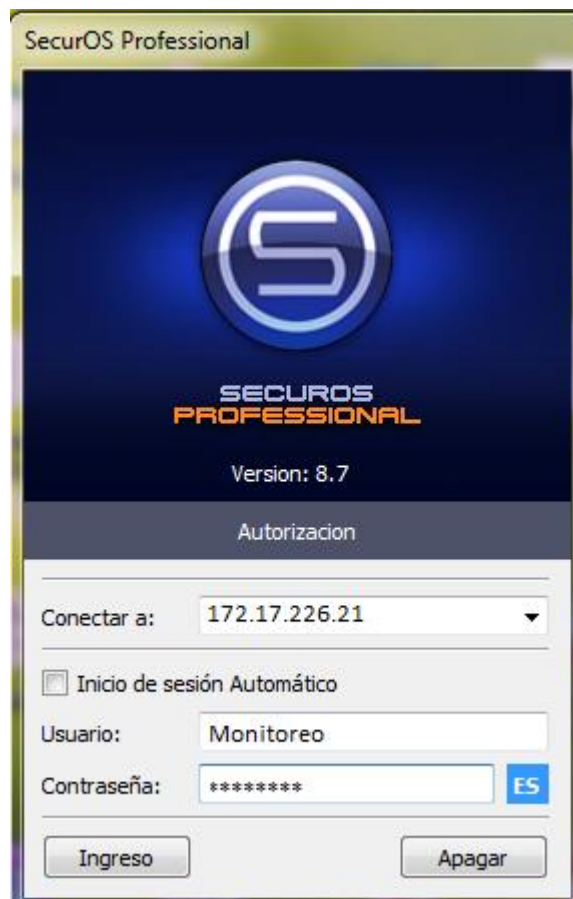 SecurOS Professional
S
SECUROS
PROFESSIONAL
Version: 8.7
Autorizacion
Conectar a: 172.17.226.21
Inicio de sesión Automático
Usuario: Monitoreo
Contraseña: ******** ES
Ingreso Apagar